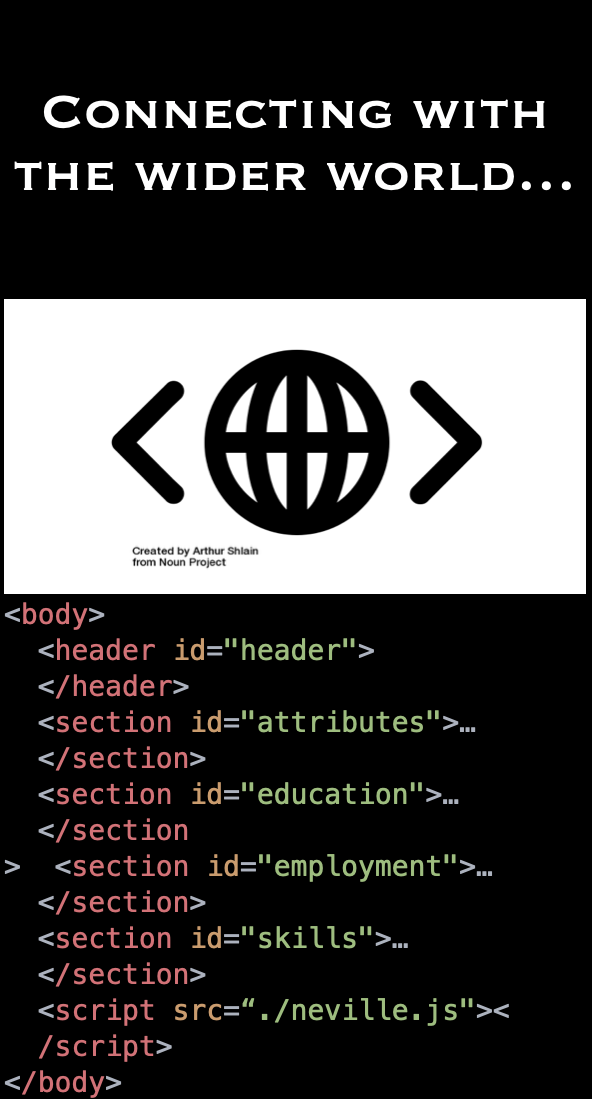 Connecting with
the wider world...
Created by Arthur Shlain
from Noun Project
<body>
  <header id="header">
  </header>
  <section id="attributes">…
  </section>
  <section id="education">…
  </section
>  <section id="employment">…
  </section>
  <section id="skills">…
  </section>
  <script src=“./neville.js"><
  /script>
</body>